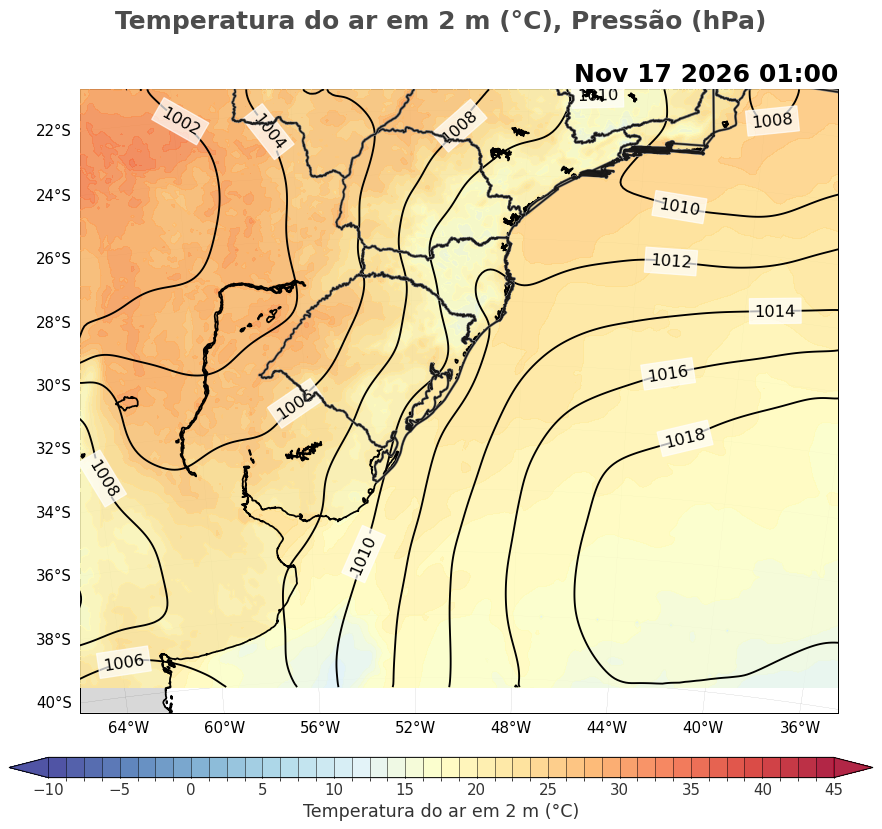 Temperatura do ar em 2 m (°C), Pressão (hPa)
Nov 17 2026 01:00
1002
1004
1008
1010
1008
1010
1012
1014
1016
1018
1006
1008
1010
1006
22°S
24°S
26°S
28°S
30°S
32°S
34°S
36°S
38°S
40°S
64°W 60°W 56°W 52°W 48°W 44°W 40°W 36°W
−10 −5 0 5 10 15 20 25 30 35 40 45
Temperatura do ar em 2 m (°C)